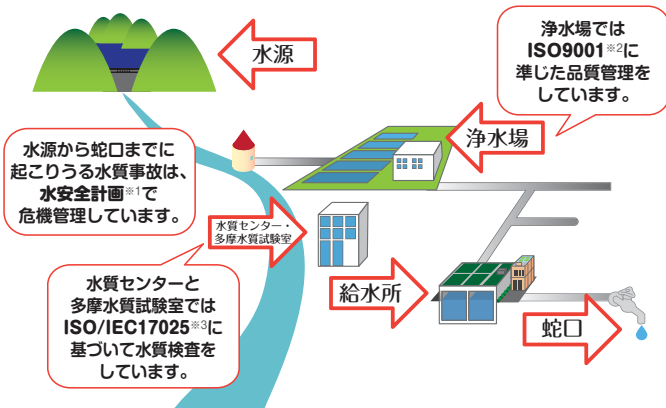 水源
浄水場では
ISO9001※2に
準じた品質管理を
しています。
浄水場
水源から蛇口までに
起こりうる水質事故は、
水安全計画※1で
危機管理しています。
水質センター・
多摩水質試験室
水質センターと
多摩水質試験室では
ISO/IEC17025※3に
基づいて水質検査を
しています。
給水所
蛇口